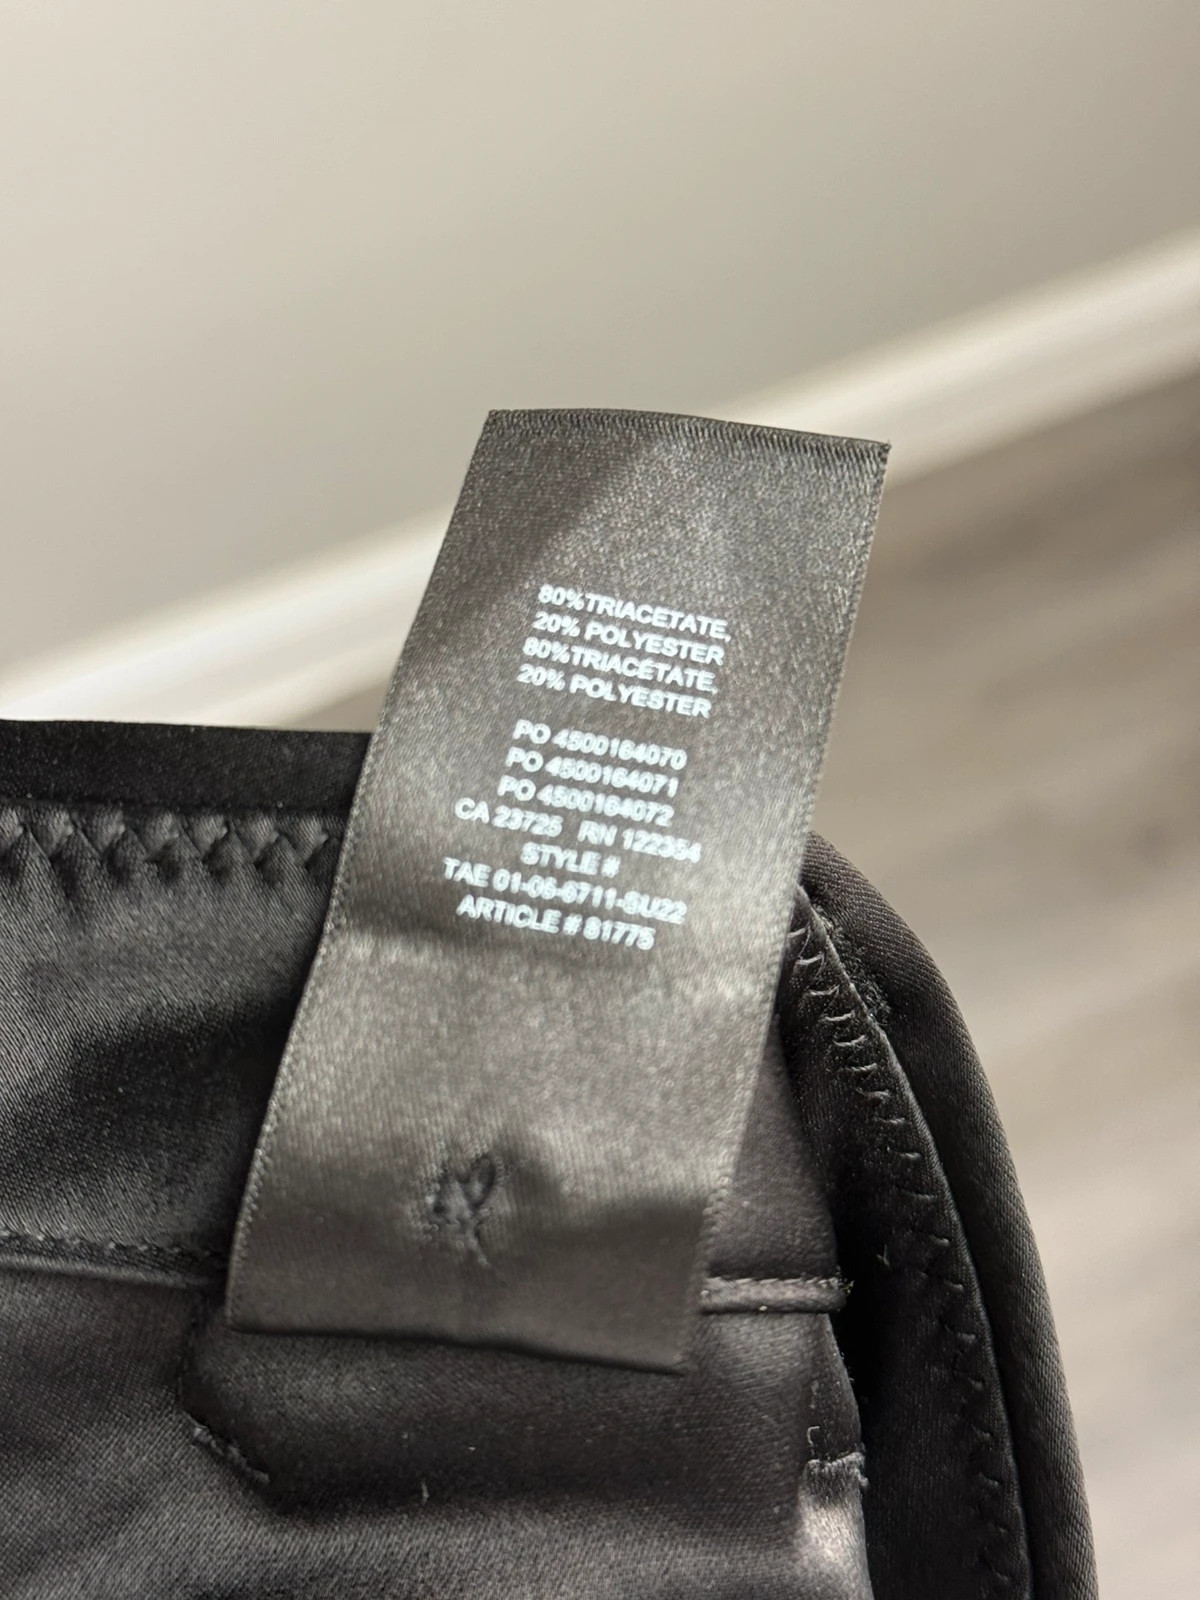 80%TRIACETATE,
20% POLYESTER
80%TRIACETATE,
20% POLYESTER
PO 4500164070
PO 4500164071
PO 4500164072
CA 23725 RN 122354
STYLE #
TAE 01-06-6711-SU22
ARTICLE # 81775